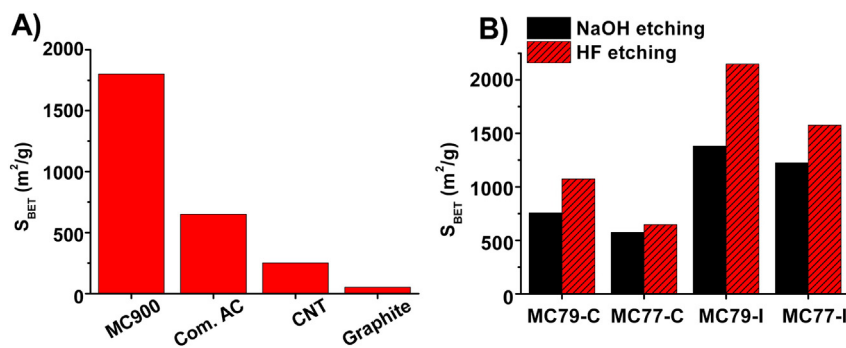 A)
2000
1500
1000
500
0
S_BET (m²/g)
MC900
Com. AC
CNT
Graphite
B)
NaOH etching
HF etching
2000
1500
1000
500
0
S_BET (m²/g)
MC79-C
MC77-C
MC79-I
MC77-I